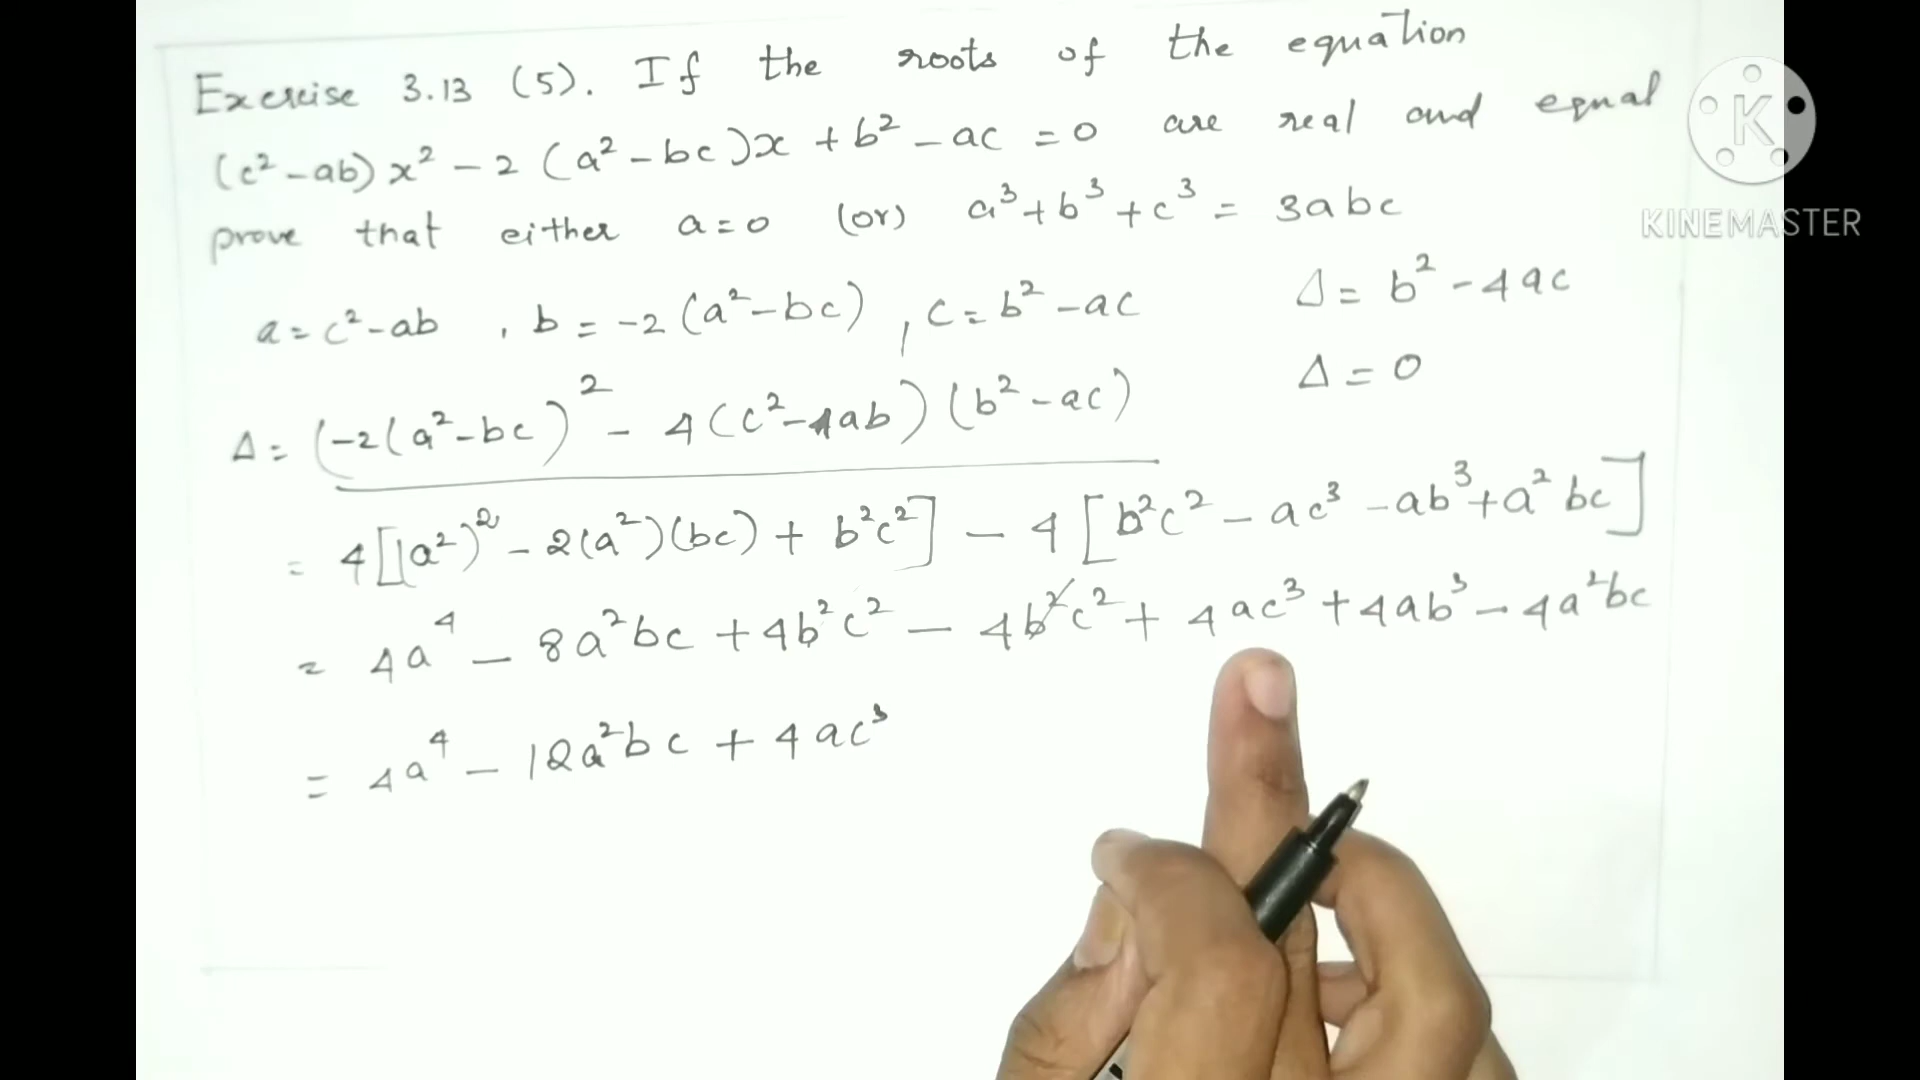 Exercise 3.13 (5). If the roots of the equation
(c² - ab) x² - 2 (a² - bc)x + b² - ac = 0 are real and equal
prove that either a = 0 (or) a³ + b³ + c³ = 3abc
a = c² - ab , b = -2 (a² - bc) , c = b² - ac Δ = b² - 4ac
Δ = 0
Δ = (-2(a² - bc)² - 4(c² - 4ab) (b² - ac)
= 4[(a²)² - 2(a²)(bc) + b²c²] - 4 [b²c² - ac³ - ab³ + a²bc]
= 4a⁴ - 8a²bc + 4b²c² - 4b²c² + 4ac³ + 4ab³ - 4a²bc
= 4a⁴ - 12a²bc + 4ac³
K
KINEMASTER